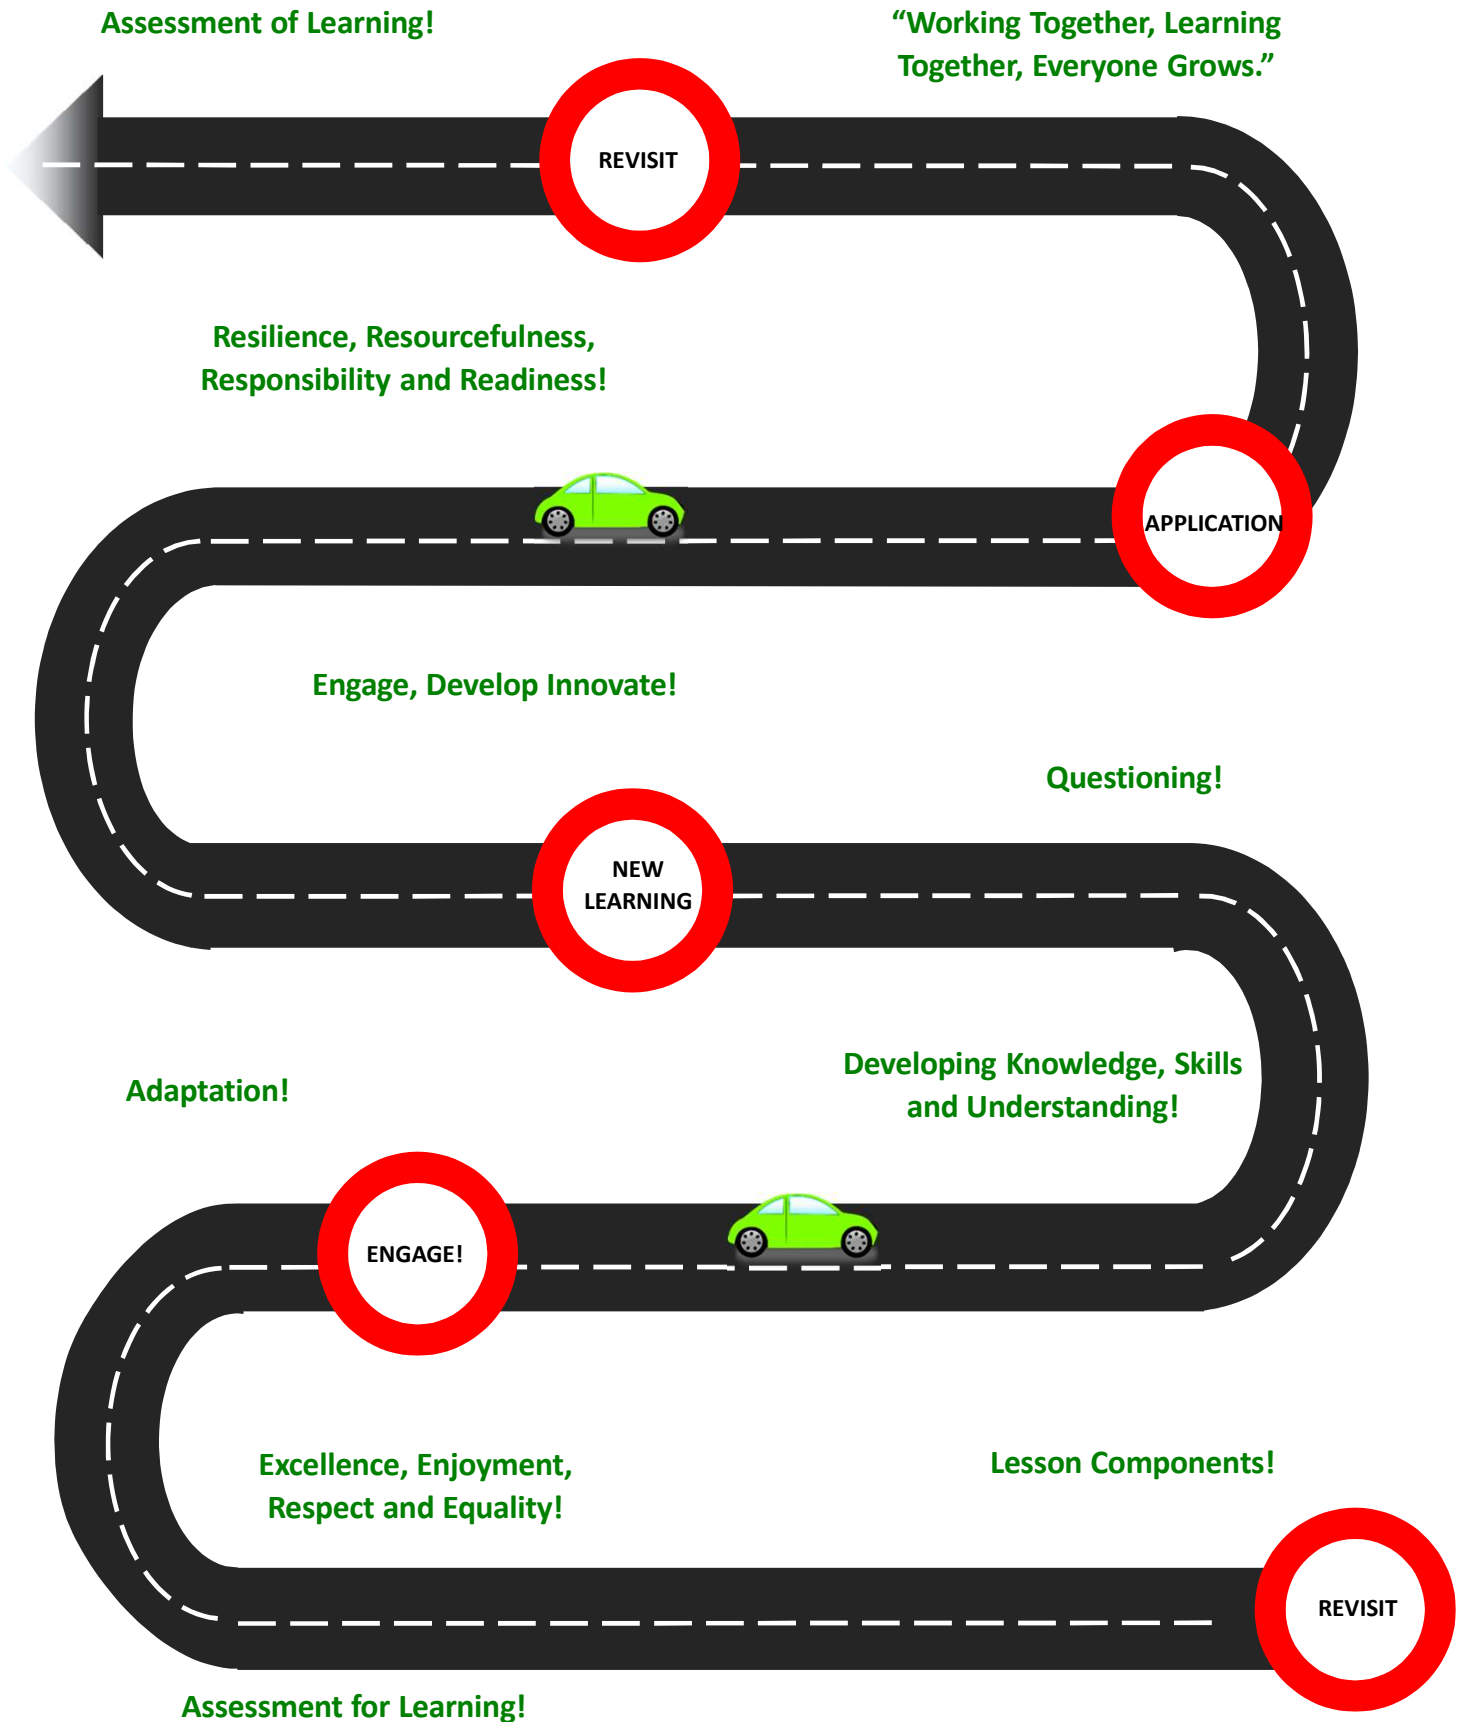 Assessment of Learning!
“Working Together, Learning
Together, Everyone Grows.”
REVISIT
Resilience, Resourcefulness,
Responsibility and Readiness!
APPLICATION
Engage, Develop Innovate!
Questioning!
NEW
LEARNING
Developing Knowledge, Skills
and Understanding!
Adaptation!
ENGAGE!
Excellence, Enjoyment,
Respect and Equality!
Lesson Components!
REVISIT
Assessment for Learning!